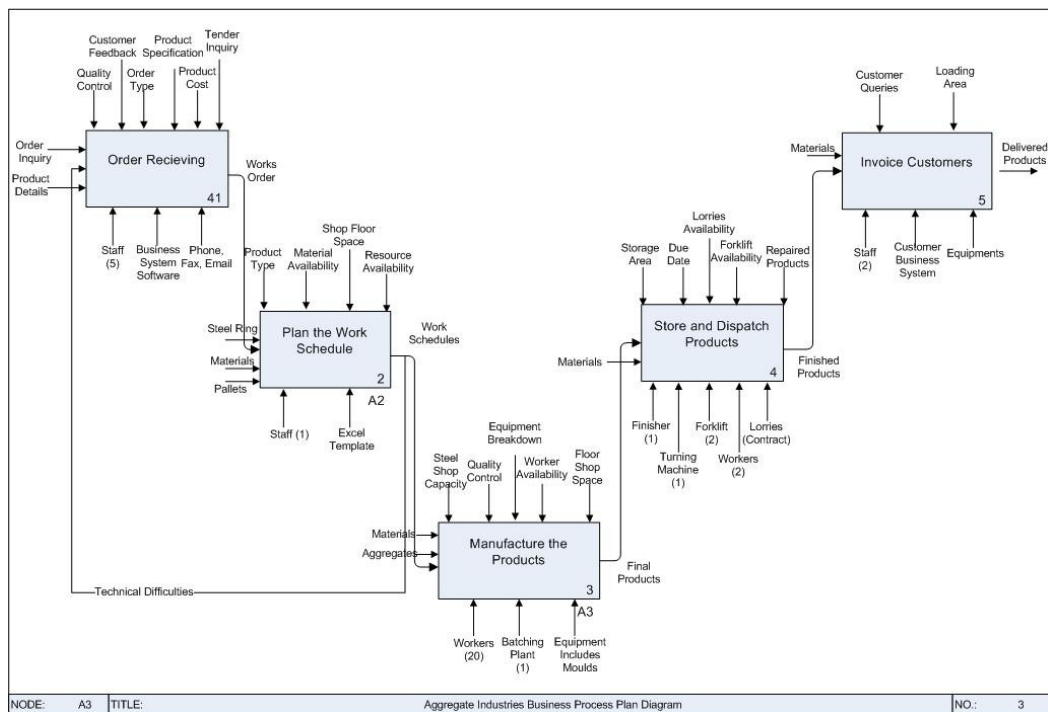 Tender
Inquiry
Customer
Feedback
Product
Specification
Quality
Control
Order
Type
Product
Cost
Order
Inquiry
Product
Details
Order Recieving
41
Works
Order
Staff
(5)
Business
System
Software
Phone,
Fax, Email
Customer
Queries
Loading
Area
Materials
Invoice Customers
5
Delivered
Products
Staff
(2)
Customer
Business
System
Equipments
Product
Type
Material
Availability
Shop Floor
Space
Resource
Availability
Steel Ring
Materials
Pallets
Plan the Work
Schedule
2
A2
Work
Schedules
Staff (1)
Excel
Template
Storage
Area
Due
Date
Lorries
Availability
Forklift
Availability
Repaired
Products
Materials
Store and Dispatch
Products
4
Finished
Products
Finisher
(1)
Turning
Machine
(1)
Forklift
(2)
Workers
(2)
Lorries
(Contract)
Steel
Shop
Capacity
Quality
Control
Equipment
Breakdown
Worker
Availability
Floor
Shop
Space
Materials
Aggregates
Manufacture the
Products
3
A3
Final
Products
Technical Difficulties
Workers
(20)
Batching
Plant
(1)
Equipment
Includes
Moulds
NODE: A3 TITLE: Aggregate Industries Business Process Plan Diagram NO.: 3